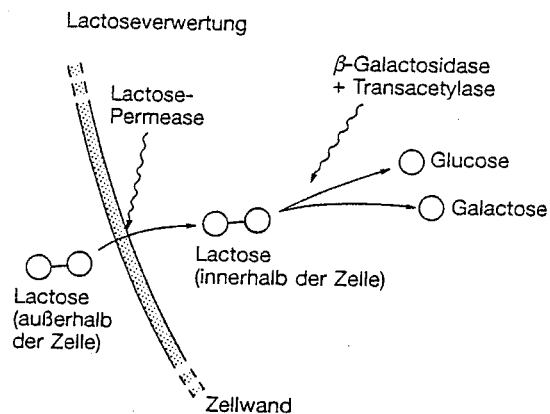 Lactoseverwertung
β-Galactosidase
+ Transacetylase
Lactose-
Permease
Glucose
Galactose
Lactose
(innerhalb der Zelle)
Lactose
(außerhalb
der Zelle)
Zellwand